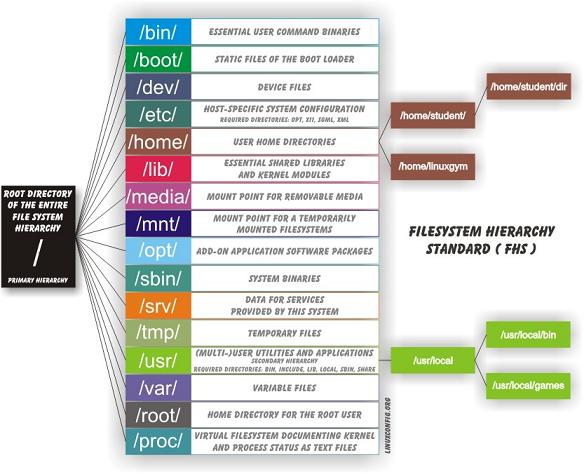 ROOT DIRECTORY
OF THE ENTIRE
FILE SYSTEM
HIERARCHY
/
PRIMARY HIERARCHY
/bin/
ESSENTIAL USER COMMAND BINARIES
/boot/
STATIC FILES OF THE BOOT LOADER
/dev/
DEVICE FILES
/etc/
HOST-SPECIFIC SYSTEM CONFIGURATION
REQUIRED DIRECTORIES: OPT, XII, SGML, XML
/home/
USER HOME DIRECTORIES
/lib/
ESSENTIAL SHARED LIBRARIES
AND KERNEL MODULES
/media/
MOUNT POINT FOR REMOVABLE MEDIA
/mnt/
MOUNT POINT FOR A TEMPORARILY
MOUNTED FILESYSTEMS
/opt/
ADD-ON APPLICATION SOFTWARE PACKAGES
/sbin/
SYSTEM BINARIES
/srv/
DATA FOR SERVICES
PROVIDED BY THIS SYSTEM
/tmp/
TEMPORARY FILES
/usr/
(MULTI-)USER UTILITIES AND APPLICATIONS
SECONDARY HIERARCHY
REQUIRED DIRECTORIES: BIN, INCLUDE, LIB, LOCAL, SBIN, SHARE
/var/
VARIABLE FILES
/root/
HOME DIRECTORY FOR THE ROOT USER
/proc/
VIRTUAL FILESYSTEM DOCUMENTING KERNEL
AND PROCESS STATUS AS TEXT FILES
/home/student/
/home/student/dir
/home/linuxgym
FILESYSTEM HIERARCHY
STANDARD ( FHS )
/usr/local
/usr/local/bin
/usr/local/games
LINUXCONFIG.ORG